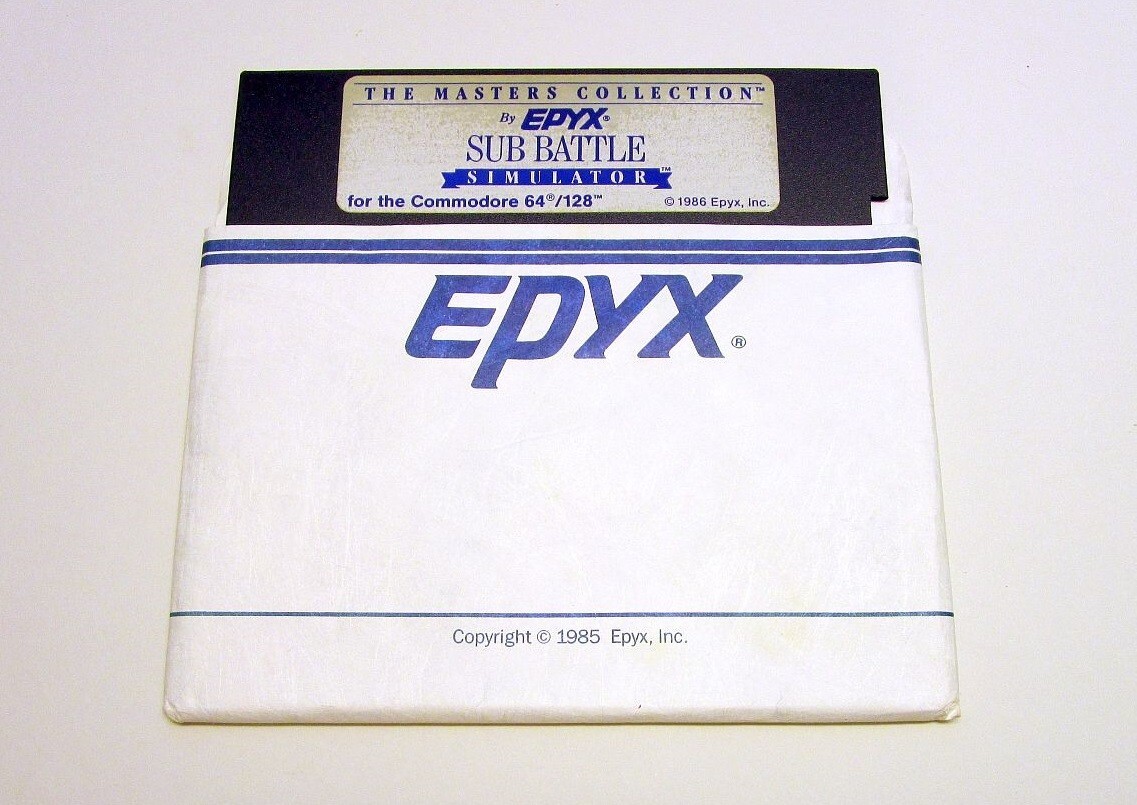 THE MASTERS COLLECTION™
By EPYX®
SUB BATTLE
SIMULATOR™
for the Commodore 64®/128™ © 1986 Epyx, Inc.
EPYX®
Copyright © 1985 Epyx, Inc.